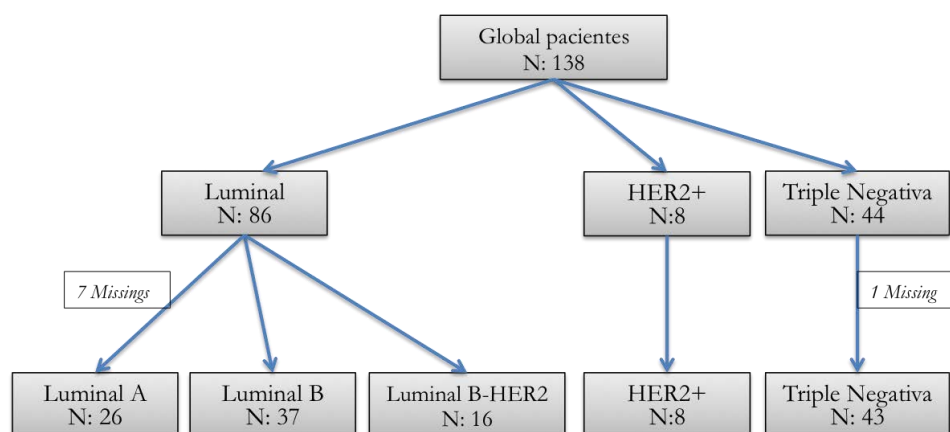 Global pacientes
N: 138
Luminal
N: 86
HER2+
N:8
Triple Negativa
N: 44
7 Missings
1 Missing
Luminal A
N: 26
Luminal B
N: 37
Luminal B-HER2
N: 16
HER2+
N:8
Triple Negativa
N: 43